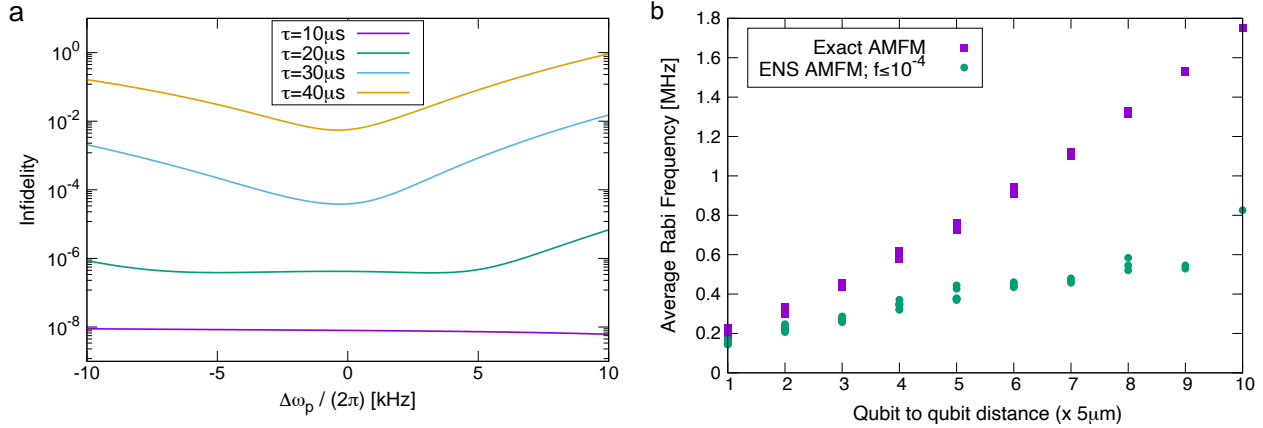 a
τ=10μs
τ=20μs
τ=30μs
τ=40μs
10^0
10^-2
10^-4
10^-6
10^-8
Infidelity
-10
-5
0
5
10
Δω_p / (2π) [kHz]
b
Exact AMFM
ENS AMFM; f≤10^-4
1.8
1.6
1.4
1.2
1
0.8
0.6
0.4
0.2
0
Average Rabi Frequency [MHz]
1
2
3
4
5
6
7
8
9
10
Qubit to qubit distance (x 5μm)